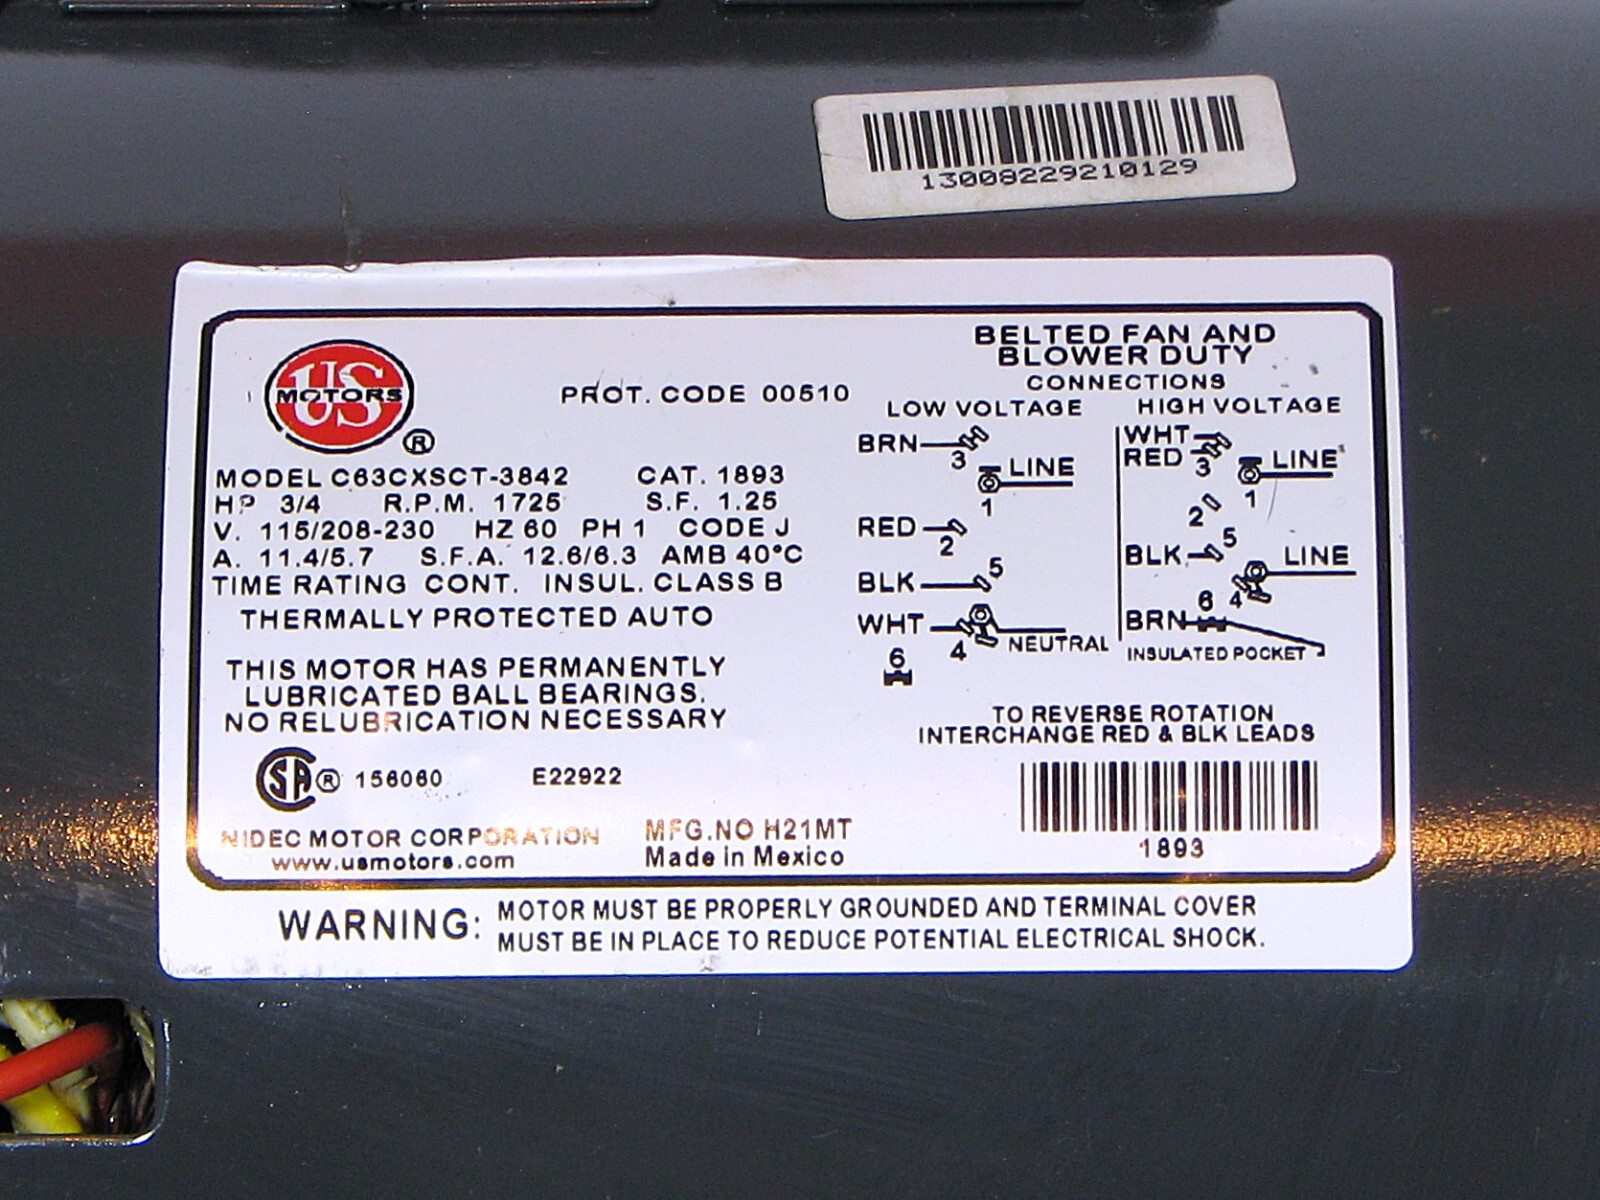 13008229210129
US
MOTORS
®
PROT. CODE 00510
MODEL C63CXSCT-3842 CAT. 1893
HP 3/4 R.P.M. 1725 S.F. 1.25
V. 115/208-230 HZ 60 PH 1 CODE J
A. 11.4/5.7 S.F.A. 12.6/6.3 AMB 40°C
TIME RATING CONT. INSUL. CLASS B
THERMALLY PROTECTED AUTO
THIS MOTOR HAS PERMANENTLY
LUBRICATED BALL BEARINGS.
NO RELUBRICATION NECESSARY
SA ® 156060 E22922
NIDEC MOTOR CORPORATION
www.usmotors.com
MFG.NO H21MT
Made in Mexico
BELTED FAN AND
BLOWER DUTY
CONNECTIONS
LOW VOLTAGE
BRN 3 LINE
1
RED 2
BLK 5
WHT 4 NEUTRAL
6
HIGH VOLTAGE
WHT
RED 3 LINE
1
2
BLK 5 LINE
6 4
BRN
INSULATED POCKET
TO REVERSE ROTATION
INTERCHANGE RED & BLK LEADS
1893
WARNING: MOTOR MUST BE PROPERLY GROUNDED AND TERMINAL COVER
MUST BE IN PLACE TO REDUCE POTENTIAL ELECTRICAL SHOCK.